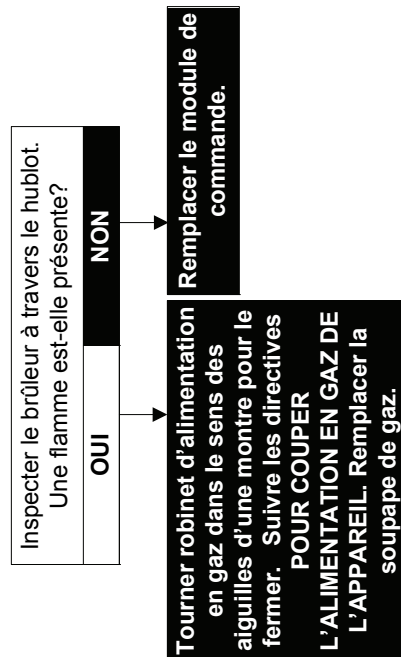 Inspecter le brûleur à travers le hublot.
Une flamme est-elle présente?
OUI
NON
Tourner robinet d'alimentation
en gaz dans le sens des
aiguilles d'une montre pour le
fermer.  Suivre les directives
POUR COUPER
L'ALIMENTATION EN GAZ DE
L'APPAREIL. Remplacer la
soupape de gaz.
Remplacer le module de
commande.